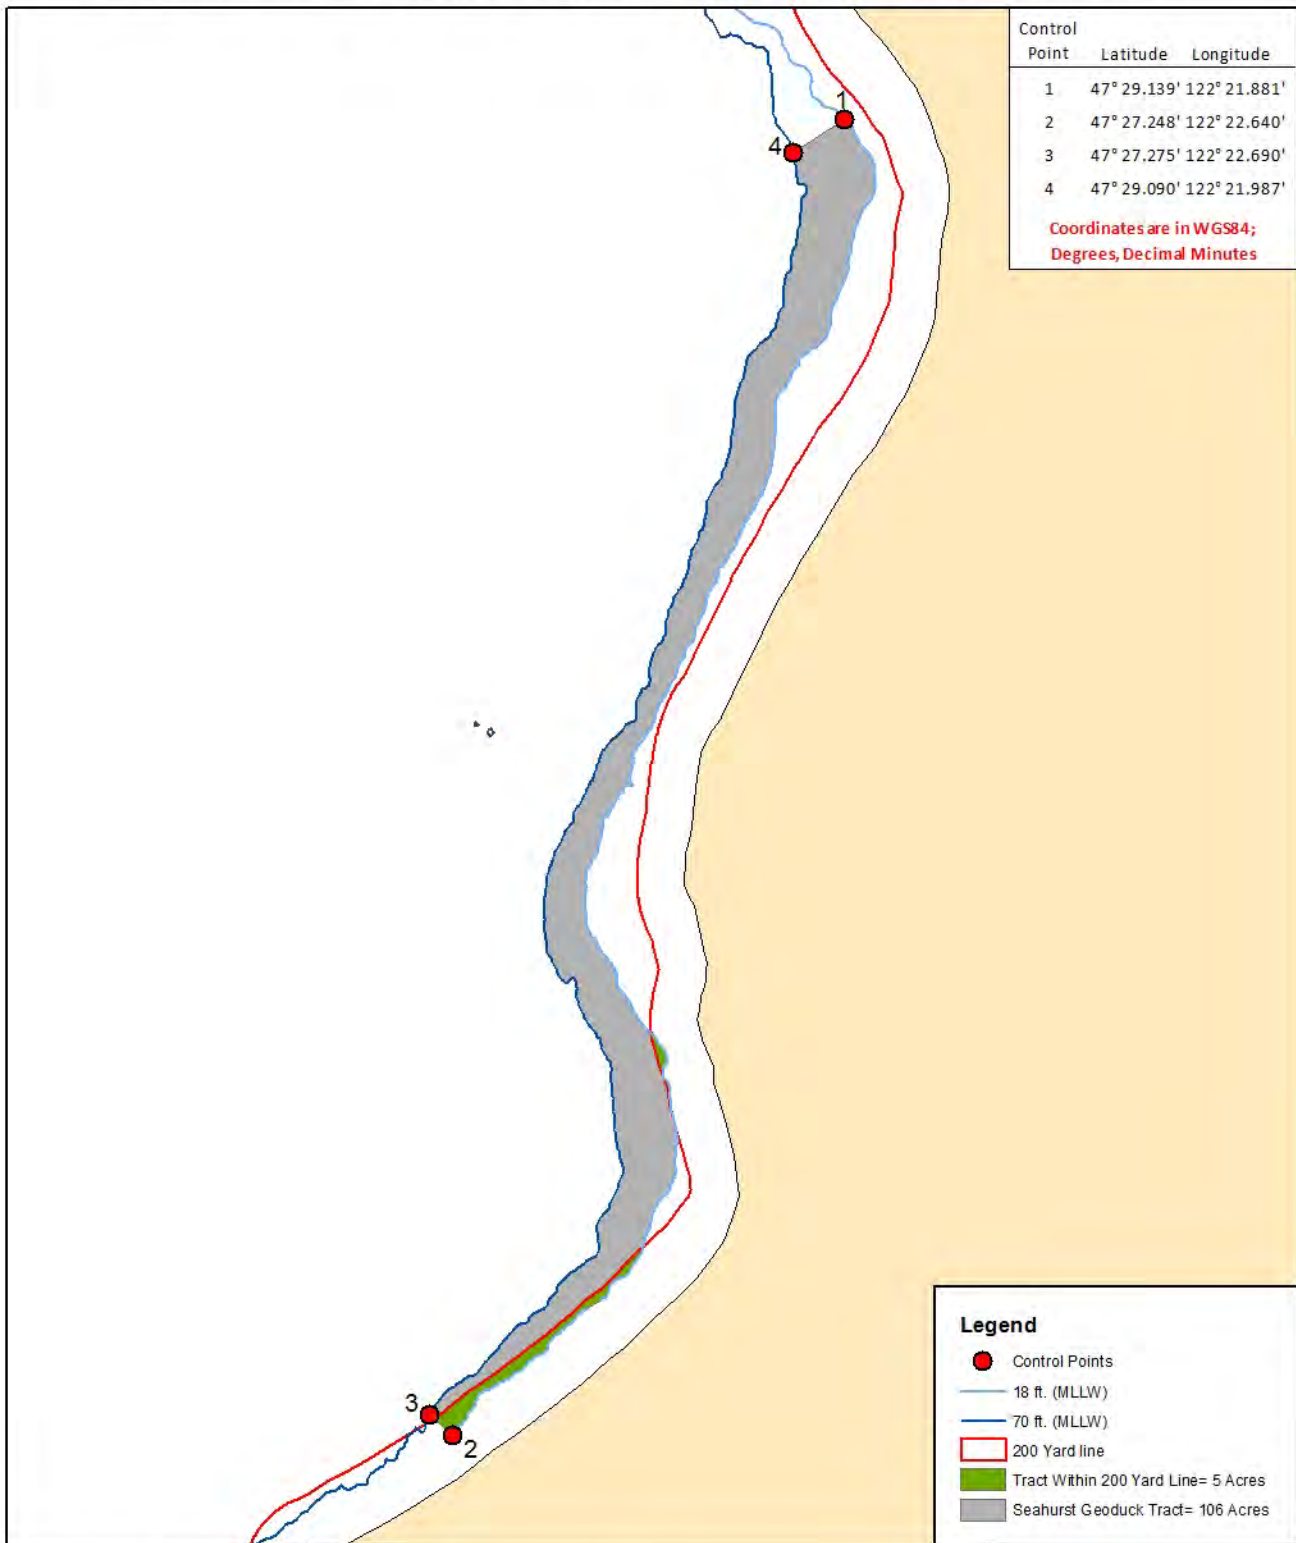 Control
Point Latitude Longitude
1 47° 29.139' 122° 21.881'
2 47° 27.248' 122° 22.640'
3 47° 27.275' 122° 22.690'
4 47° 29.090' 122° 21.987'
Coordinates are in WGS84;
Degrees, Decimal Minutes
1
4
3
2
Legend
Control Points
18 ft. (MLLW)
70 ft. (MLLW)
200 Yard line
Tract Within 200 Yard Line= 5 Acres
Seahurst Geoduck Tract= 106 Acres